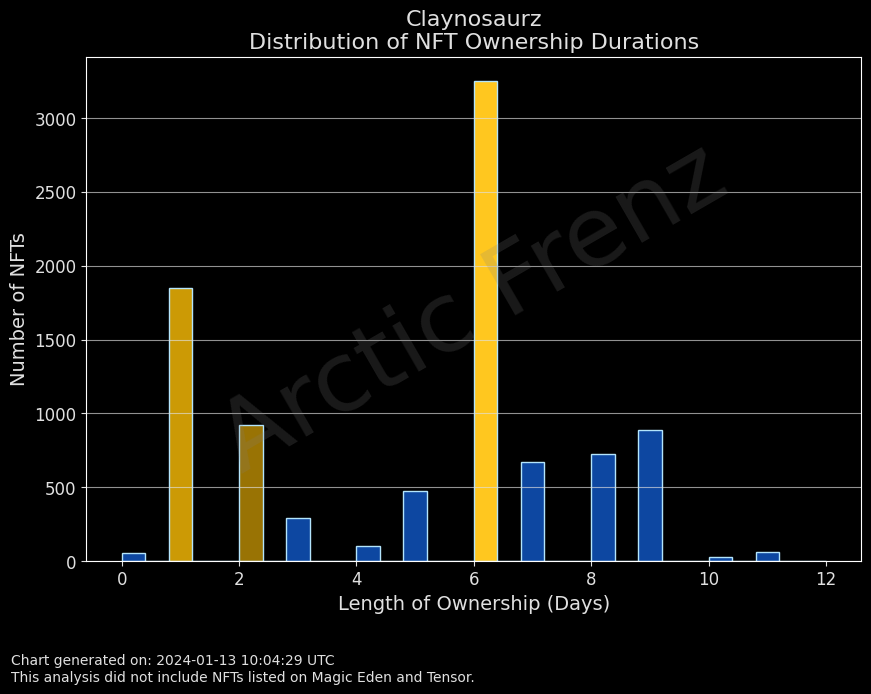 Claynosaurz
Distribution of NFT Ownership Durations
Number of NFTs
3000
2500
2000
1500
1000
500
0
Arctic Frenz
0 2 4 6 8 10 12
Length of Ownership (Days)
Chart generated on: 2024-01-13 10:04:29 UTC
This analysis did not include NFTs listed on Magic Eden and Tensor.